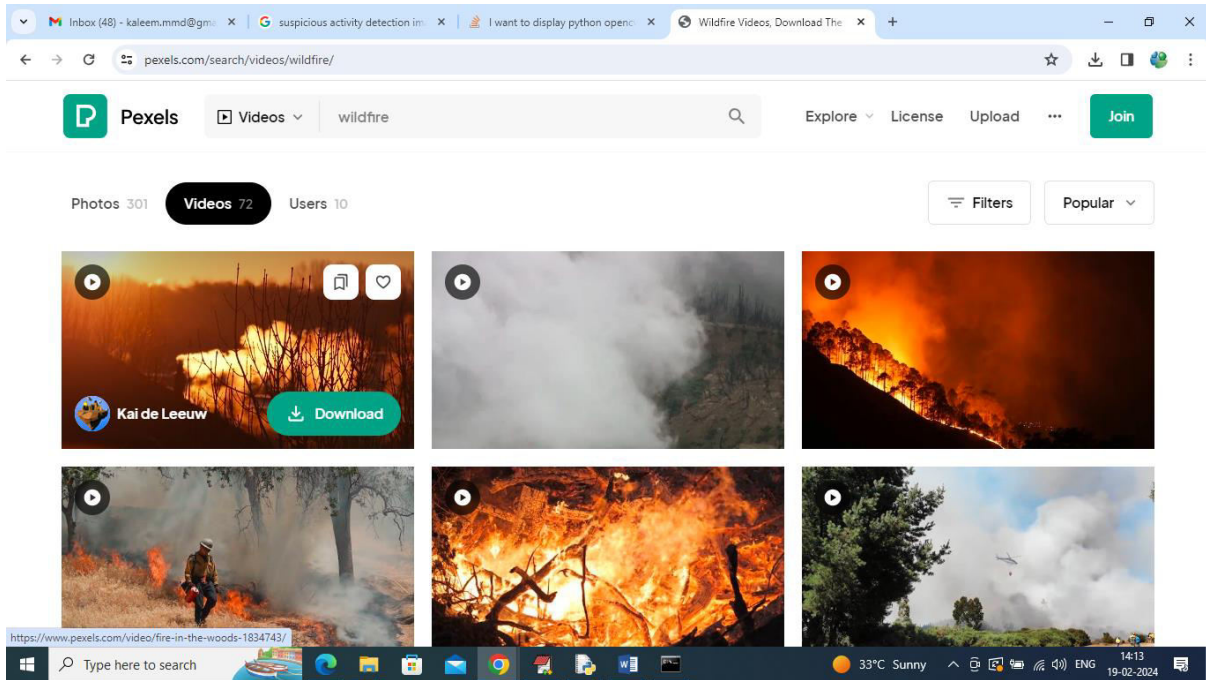 Inbox (48) - kaleem.mmd@gma
suspicious activity detection im
I want to display python openc
Wildfire Videos, Download The
pexels.com/search/videos/wildfire/
Pexels
Videos
wildfire
Explore
License
Upload
Join
Photos 301
Videos 72
Users 10
Filters
Popular
Kai de Leeuw
Download
https://www.pexels.com/video/fire-in-the-woods-1834743/
Type here to search
33°C Sunny
ENG
14:13
19-02-2024